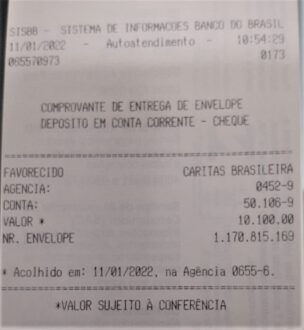 SISBB - SISTEMA DE INFORMACOES BANCO DO BRASIL
11/01/2022 - Autoatendimento - 10:54:29
065570973 0173
COMPROVANTE DE ENTREGA DE ENVELOPE
DEPOSITO EM CONTA CORRENTE - CHEQUE
FAVORECIDO CARITAS BRASILEIRA
AGENCIA: 0452-9
CONTA: 50.106-9
VALOR * 10.100.00
NR. ENVELOPE 1.170.815.169
* Acolhido em: 11/01/2022, na Agência 0655-6.
*VALOR SUJEITO À CONFERÊNCIA